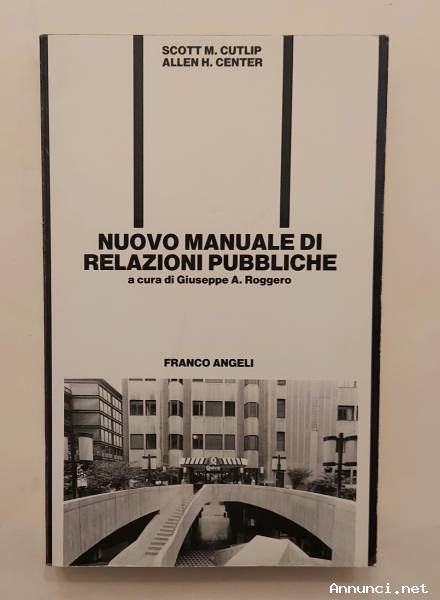 SCOTT M. CUTLIP
ALLEN H. CENTER
NUOVO MANUALE DI
RELAZIONI PUBBLICHE
a cura di Giuseppe A. Roggero
FRANCO ANGELI
Annunci.net